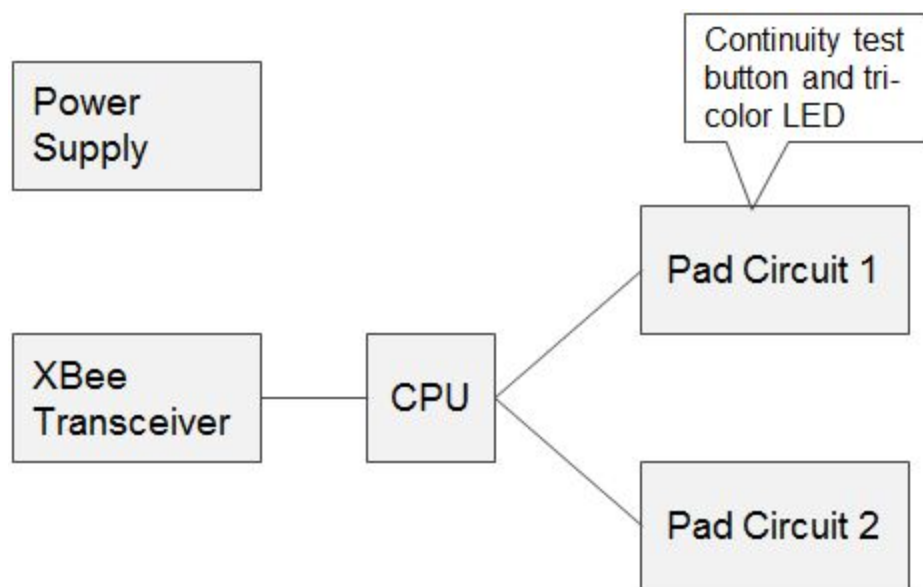 Continuity test
button and tri-
color LED
Power
Supply
Pad Circuit 1
XBee
Transceiver
CPU
Pad Circuit 2